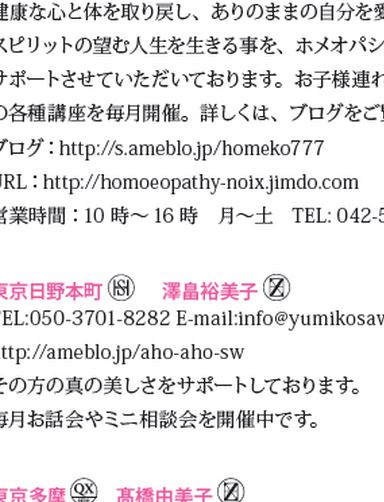 健康な心と体を取り戻し、ありのままの自分を愛
スピリットの望む人生を生きる事を、ホメオパシ
サポートさせていただいております。お子様連れ
の各種講座を毎月開催。詳しくは、ブログをご覧
ブログ：http://s.ameblo.jp/homeko777
URL：http://homoeopathy-noix.jimdo.com
営業時間：10 時〜 16 時　月〜土　TEL: 042-5
東京日野本町　澤畠裕美子
TEL:050-3701-8282 E-mail:info@yumikosaw
http://ameblo.jp/aho-aho-sw
その方の真の美しさをサポートしております。
毎月お話会やミニ相談会を開催中です。
東京多摩 QX 髙橋由美子